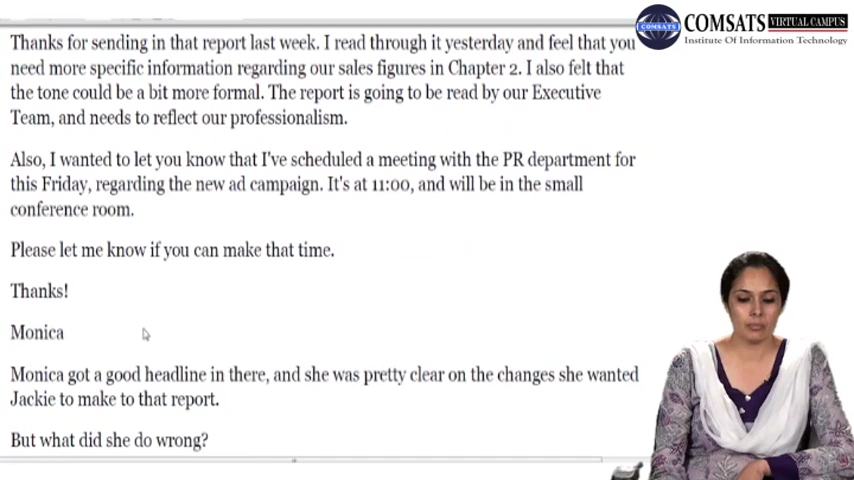 COMSATS VIRTUAL CAMPUS
Institute Of Information Technology
COMSATS
Thanks for sending in that report last week. I read through it yesterday and feel that you
need more specific information regarding our sales figures in Chapter 2. I also felt that
the tone could be a bit more formal. The report is going to be read by our Executive
Team, and needs to reflect our professionalism.
Also, I wanted to let you know that I've scheduled a meeting with the PR department for
this Friday, regarding the new ad campaign. It's at 11:00, and will be in the small
conference room.
Please let me know if you can make that time.
Thanks!
Monica
Monica got a good headline in there, and she was pretty clear on the changes she wanted
Jackie to make to that report.
But what did she do wrong?